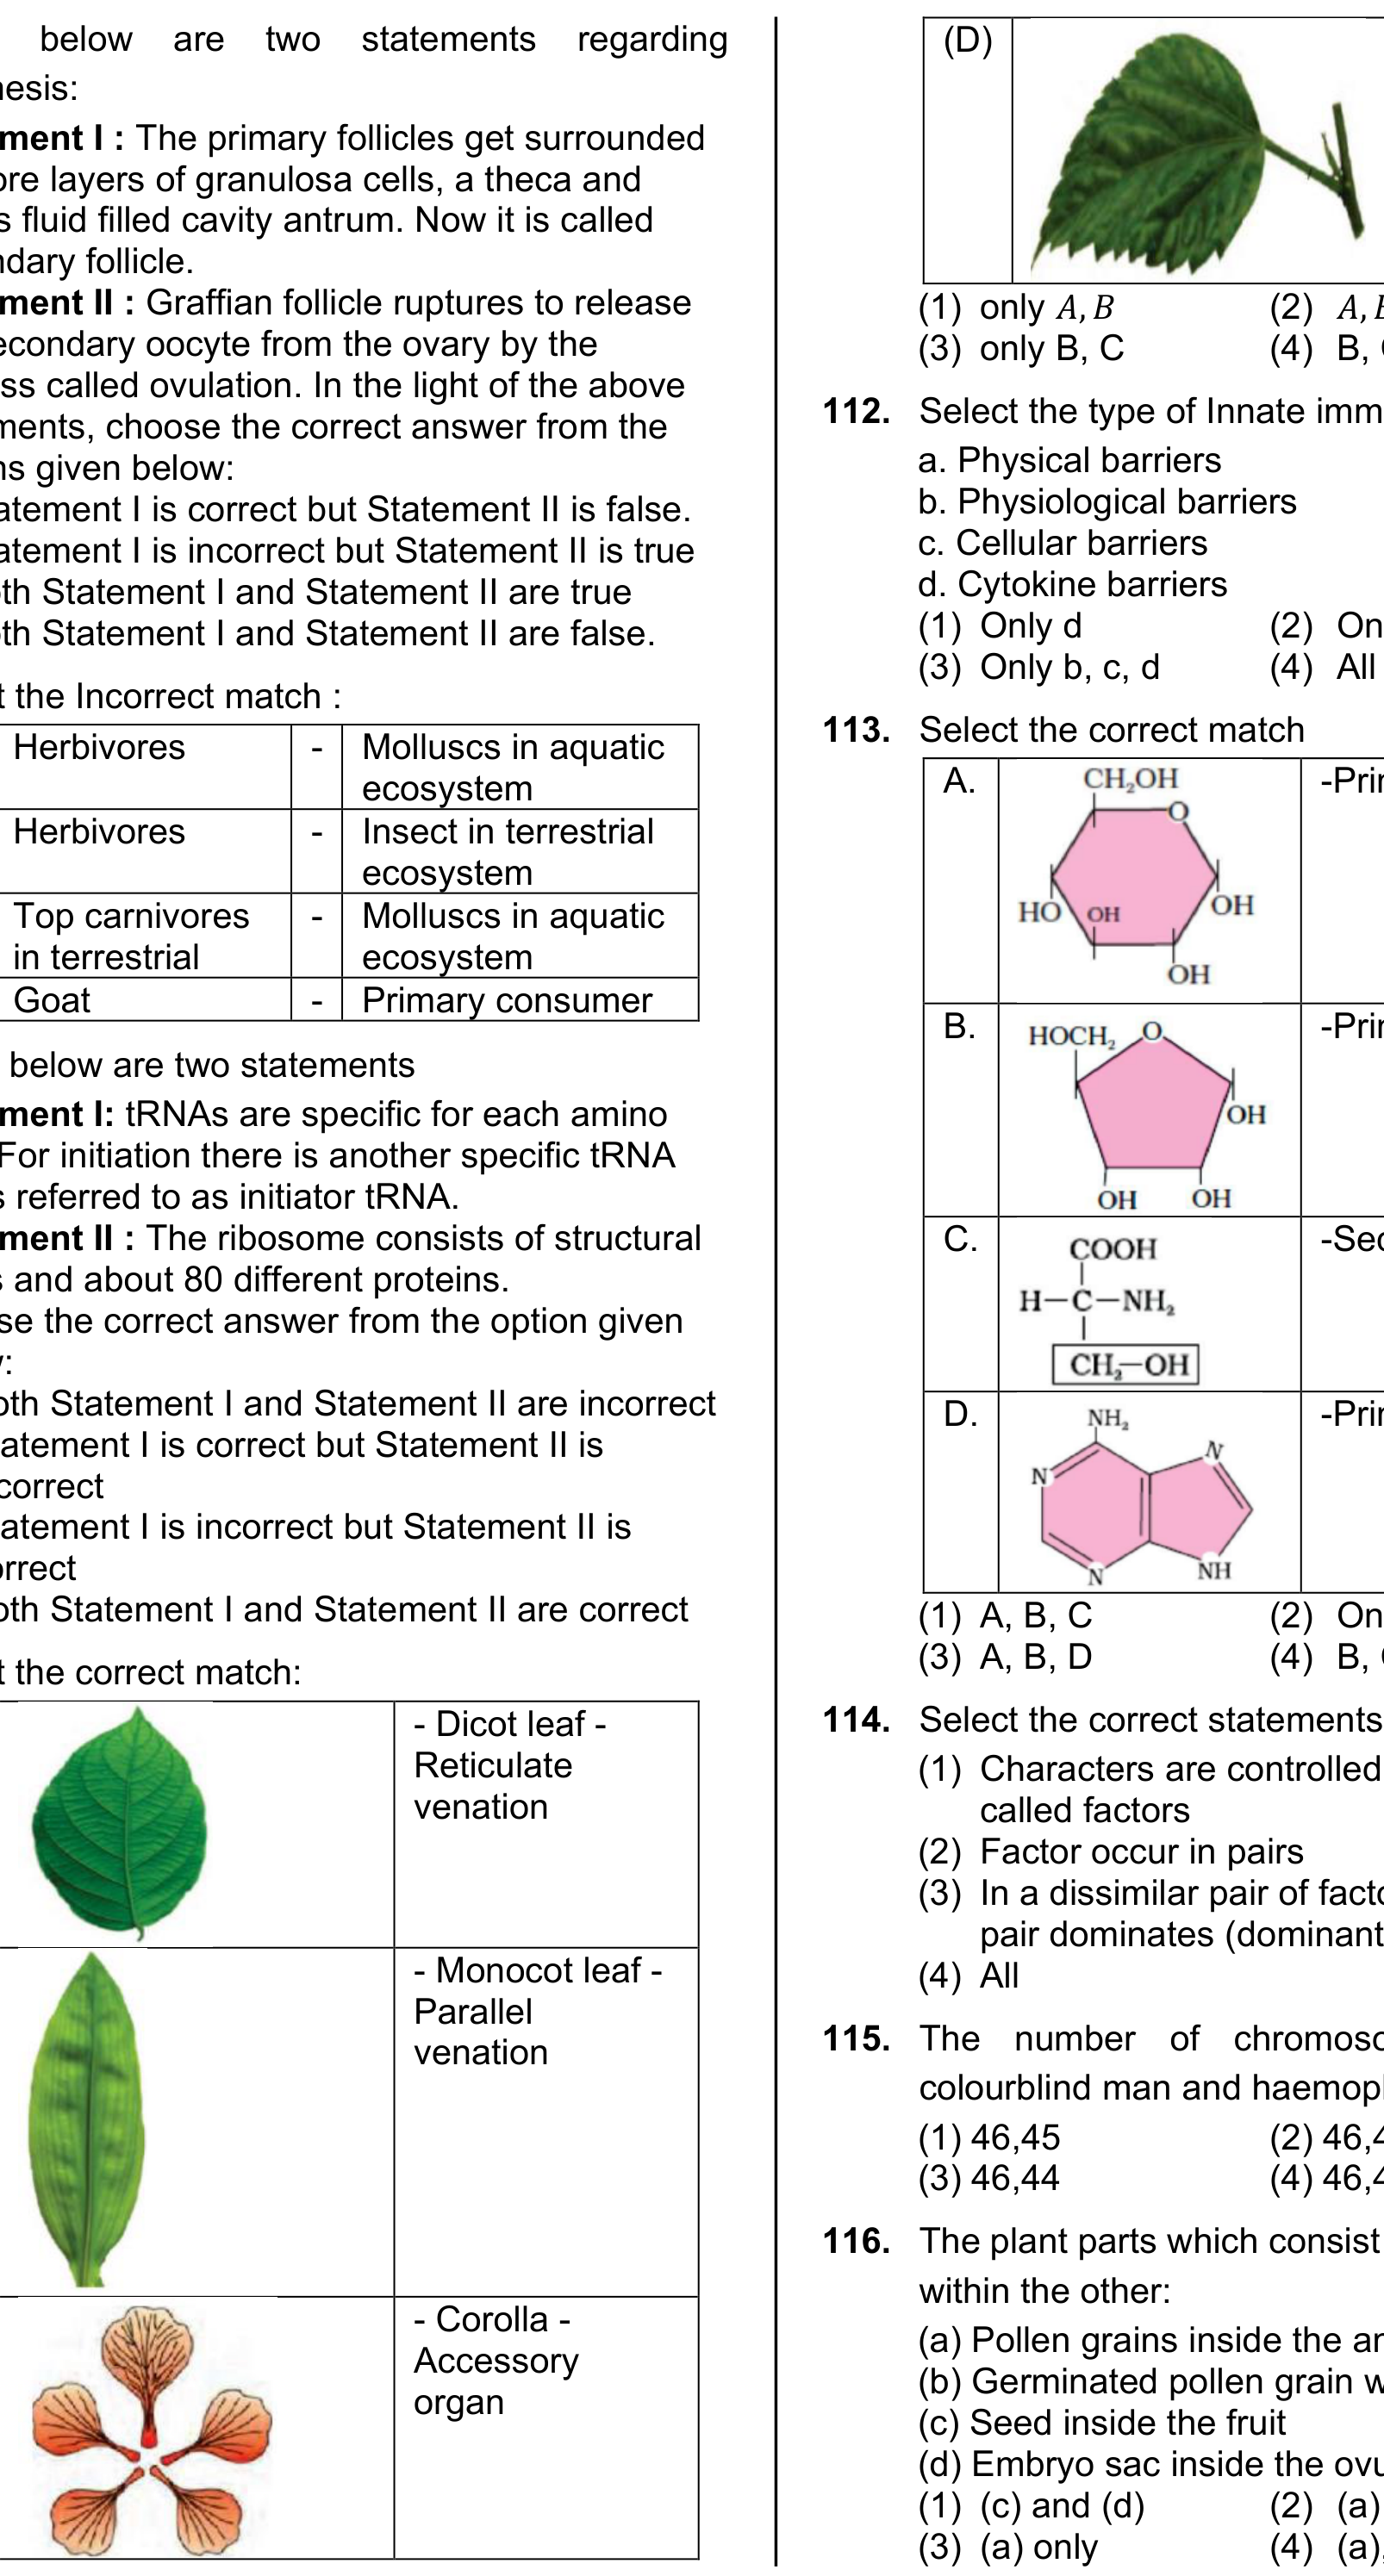 below are two statements regarding
nesis:
ment I : The primary follicles get surrounded
ore layers of granulosa cells, a theca and
s fluid filled cavity antrum. Now it is called
ndary follicle.
ment II : Graffian follicle ruptures to release
econdary oocyte from the ovary by the
ss called ovulation. In the light of the above
ments, choose the correct answer from the
ns given below:
atement I is correct but Statement II is false.
atement I is incorrect but Statement II is true
oth Statement I and Statement II are true
oth Statement I and Statement II are false.
t the Incorrect match :
Herbivores - Molluscs in aquatic
ecosystem
Herbivores - Insect in terrestrial
ecosystem
Top carnivores - Molluscs in aquatic
in terrestrial ecosystem
Goat - Primary consumer
below are two statements
ment I: tRNAs are specific for each amino
For initiation there is another specific tRNA
s referred to as initiator tRNA.
ment II : The ribosome consists of structural
s and about 80 different proteins.
se the correct answer from the option given
:
oth Statement I and Statement II are incorrect
atement I is correct but Statement II is
correct
atement I is incorrect but Statement II is
orrect
oth Statement I and Statement II are correct
t the correct match:
- Dicot leaf -
Reticulate
venation
- Monocot leaf -
Parallel
venation
- Corolla -
Accessory
organ
(D)
(1) only A, B (2) A,
(3) only B, C (4) B,
112. Select the type of Innate imm
a. Physical barriers
b. Physiological barriers
c. Cellular barriers
d. Cytokine barriers
(1) Only d (2) On
(3) Only b, c, d (4) All
113. Select the correct match
A. -Prin
CH₂OH
O
HO OH OH
OH
B. -Prin
HOCH₂ O
OH
OH OH
C. -Sec
COOH
H–C–NH₂
CH₂–OH
D. -Prin
NH₂
N N
N NH
(1) A, B, C (2) On
(3) A, B, D (4) B,
114. Select the correct statements
(1) Characters are controlled
called factors
(2) Factor occur in pairs
(3) In a dissimilar pair of facto
pair dominates (dominant
(4) All
115. The number of chromoso
colourblind man and haemop
(1) 46,45 (2) 46,4
(3) 46,44 (4) 46,4
116. The plant parts which consist
within the other:
(a) Pollen grains inside the an
(b) Germinated pollen grain w
(c) Seed inside the fruit
(d) Embryo sac inside the ovu
(1) (c) and (d) (2) (a)
(3) (a) only (4) (a),